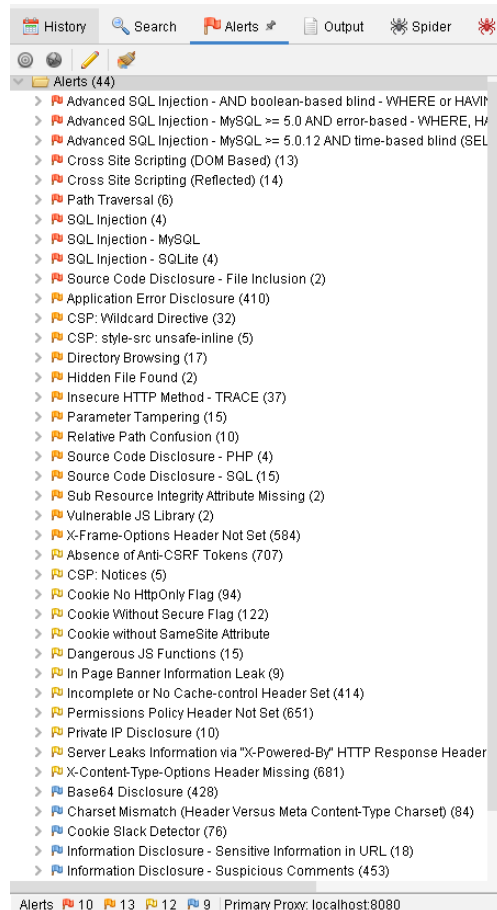 History Search Alerts Output Spider
Alerts (44)
Advanced SQL Injection - AND boolean-based blind - WHERE or
Advanced SQL Injection - MySQL >= 5.0 AND error-based - WHERE,
Advanced SQL Injection - MySQL >= 5.0.12 AND time-based blind
Cross Site Scripting (DOM Based) (13)
Cross Site Scripting (Reflected) (14)
Path Traversal (6)
SQL Injection (4)
SQL Injection - MySQL
SQL Injection - SQLite (4)
Source Code Disclosure - File Inclusion (2)
Application Error Disclosure (410)
CSP: Wildcard Directive (32)
CSP: style-src unsafe-inline (5)
Directory Browsing (17)
Hidden File Found (2)
Insecure HTTP Method - TRACE (37)
Parameter Tampering (15)
Relative Path Confusion (10)
Source Code Disclosure - PHP (4)
Source Code Disclosure - SQL (15)
Sub Resource Integrity Attribute Missing (2)
Vulnerable JS Library (2)
X-Frame-Options Header Not Set (584)
Absence of Anti-CSRF Tokens (707)
CSP: Notices (5)
Cookie No HttpOnly Flag (94)
Cookie Without Secure Flag (122)
Cookie without SameSite Attribute
Dangerous JS Functions (15)
In Page Banner Information Leak (9)
Incomplete or No Cache-control Header Set (414)
Permissions Policy Header Not Set (651)
Private IP Disclosure (10)
Server Leaks Information via "X-Powered-By" HTTP Response Header
X-Content-Type-Options Header Missing (681)
Base64 Disclosure (428)
Charset Mismatch (Header Versus Meta Content-Type Charset) (84)
Cookie Slack Detector (76)
Information Disclosure - Sensitive Information in URL (18)
Information Disclosure - Suspicious Comments (453)
Alerts 10 13 12 9 Primary Proxy: localhost:8080